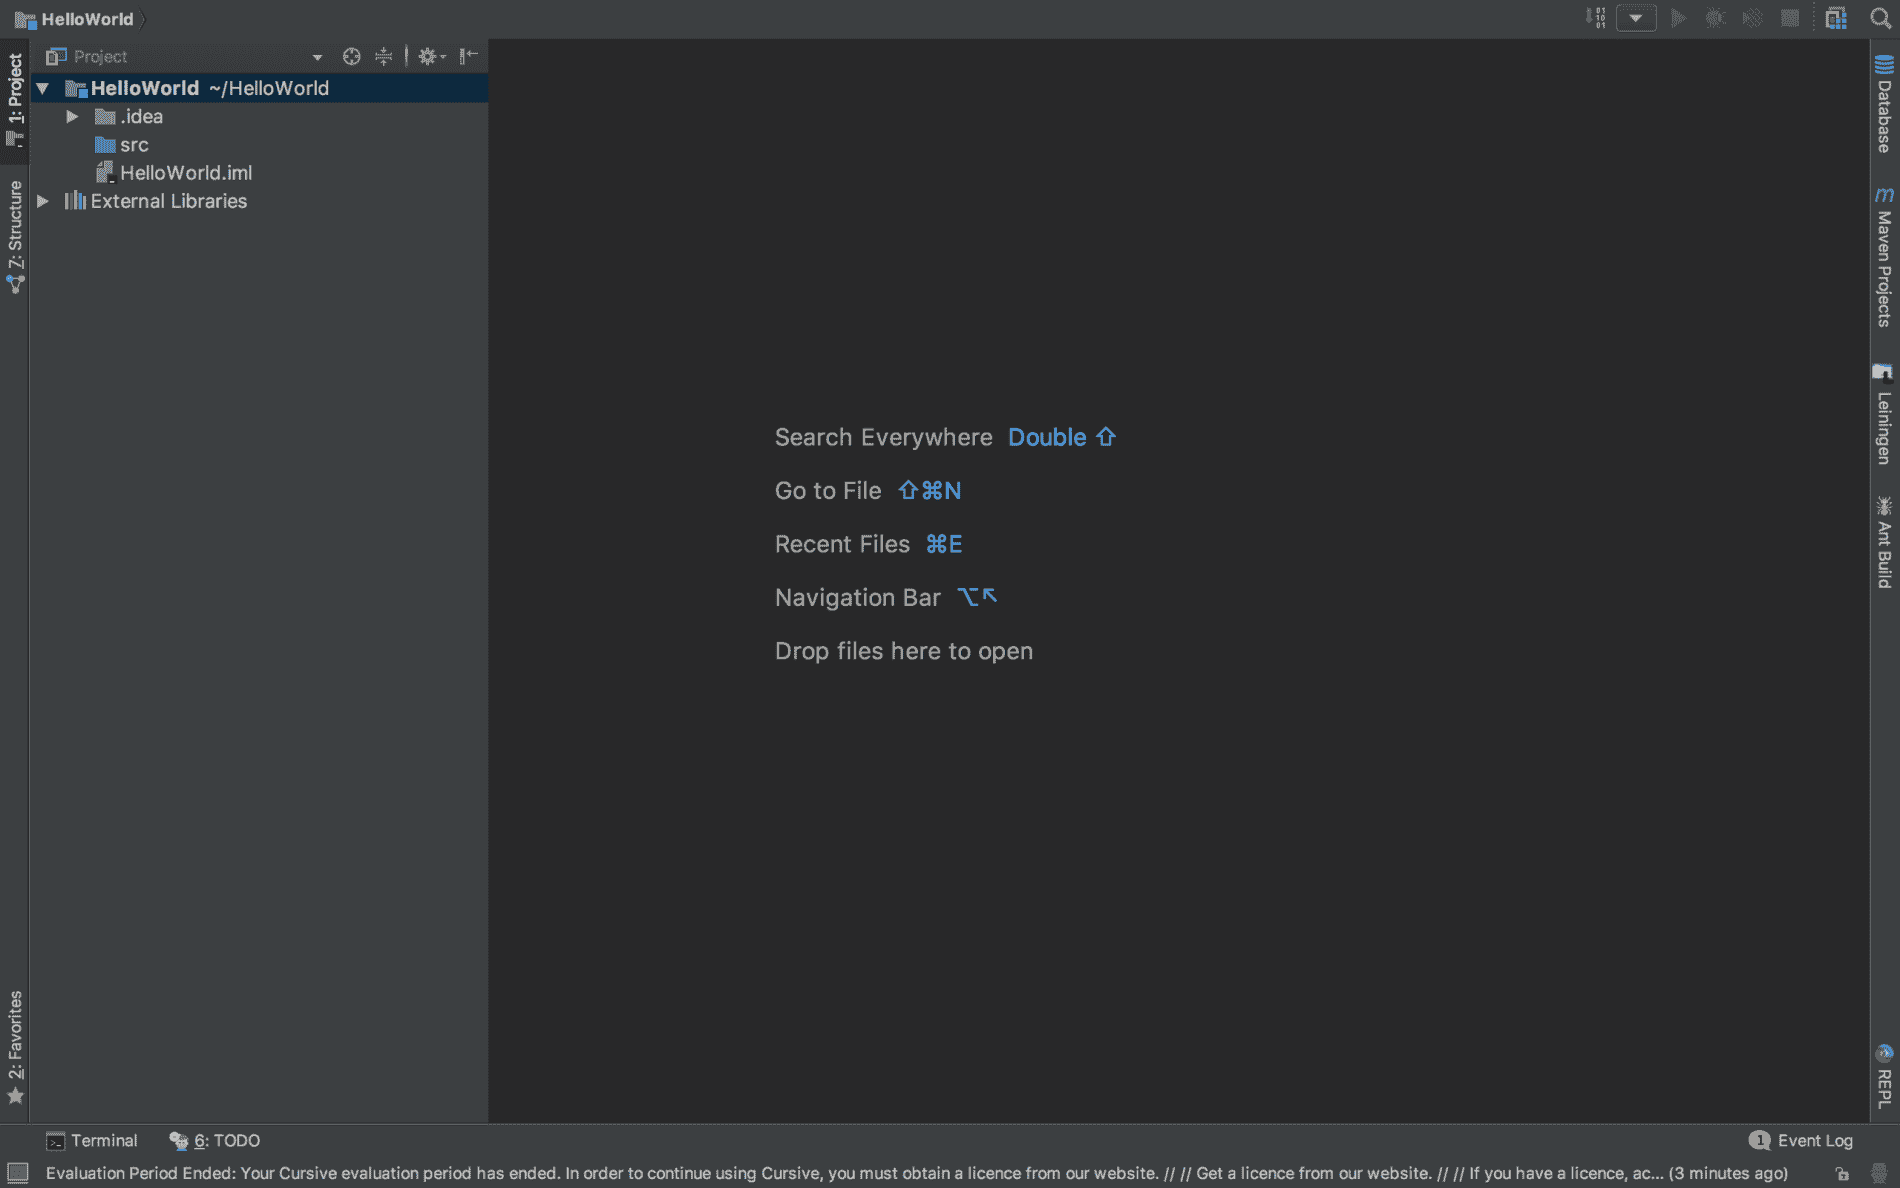 HelloWorld
Project
HelloWorld ~/HelloWorld
.idea
src
HelloWorld.iml
External Libraries
1: Project
7: Structure
2: Favorites
Search Everywhere Double ⇧
Go to File ⇧⌘N
Recent Files ⌘E
Navigation Bar ⌥↖
Drop files here to open
Database
m
Maven Projects
Leiningen
Ant Build
REPL
Terminal
6: TODO
1 Event Log
Evaluation Period Ended: Your Cursive evaluation period has ended. In order to continue using Cursive, you must obtain a licence from our website. // // Get a licence from our website. // // If you have a licence, ac... (3 minutes ago)